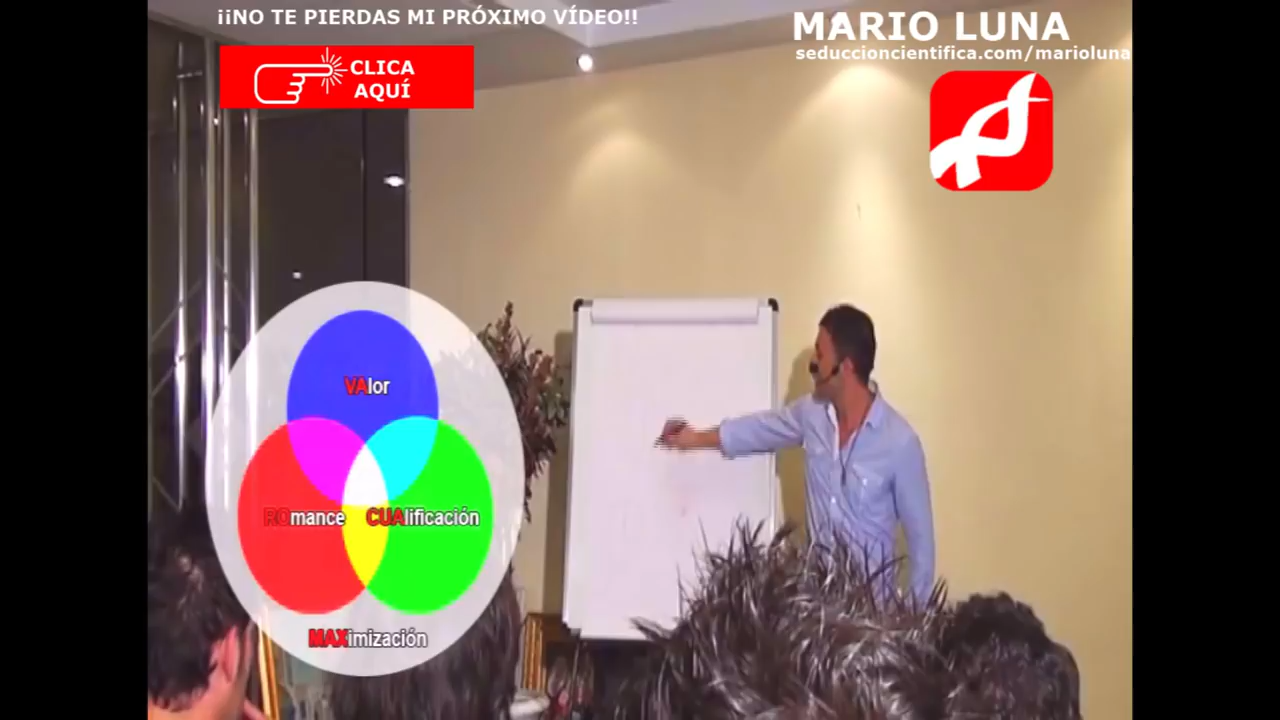 ¡¡NO TE PIERDAS MI PRÓXIMO VÍDEO!!
CLICA
AQUÍ
MARIO LUNA
seduccioncientifica.com/marioluna
VAlor
ROmance
CUAlificación
MAXimización